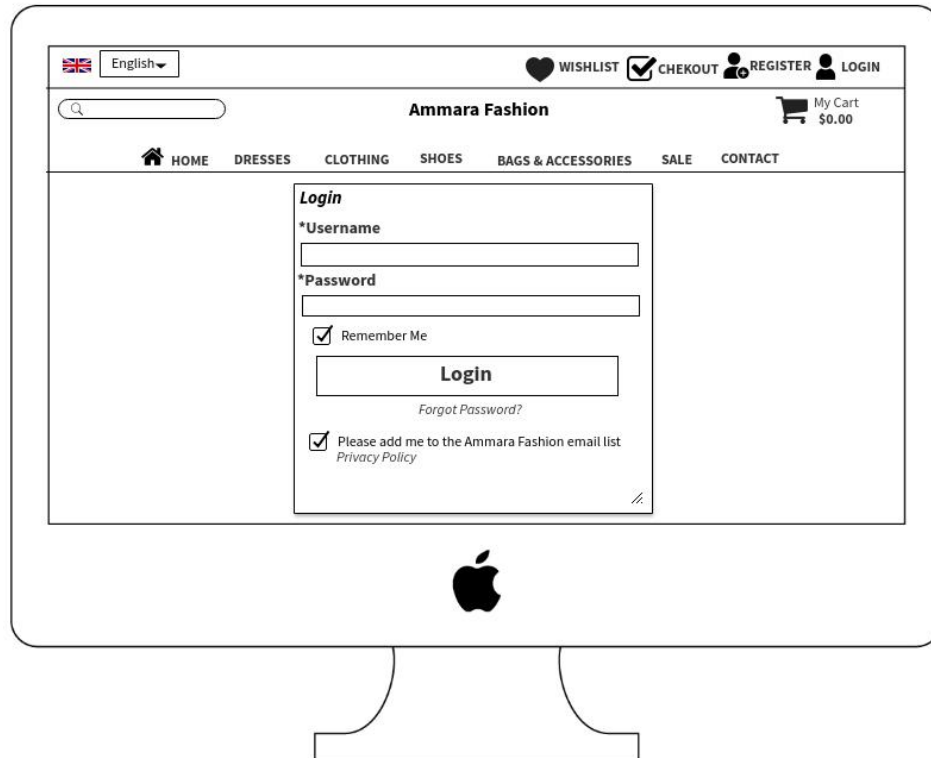 English
WISHLIST CHEKOUT REGISTER LOGIN
Ammara Fashion
My Cart
$0.00
HOME DRESSES CLOTHING SHOES BAGS & ACCESSORIES SALE CONTACT
Login
*Username
*Password
Remember Me
Login
Forgot Password?
Please add me to the Ammara Fashion email list
Privacy Policy